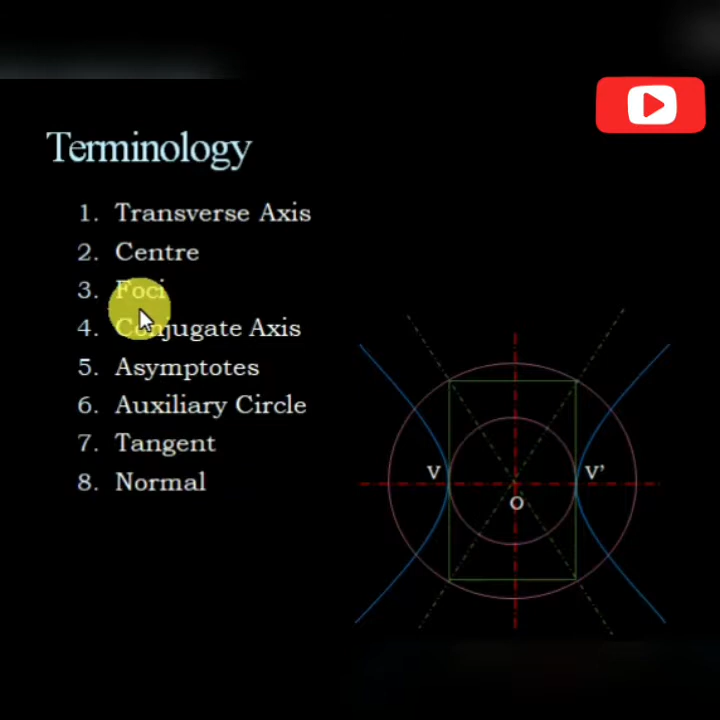 Terminology
1. Transverse Axis
2. Centre
3. Foci
4. Conjugate Axis
5. Asymptotes
6. Auxiliary Circle
7. Tangent
8. Normal
V
V'
O